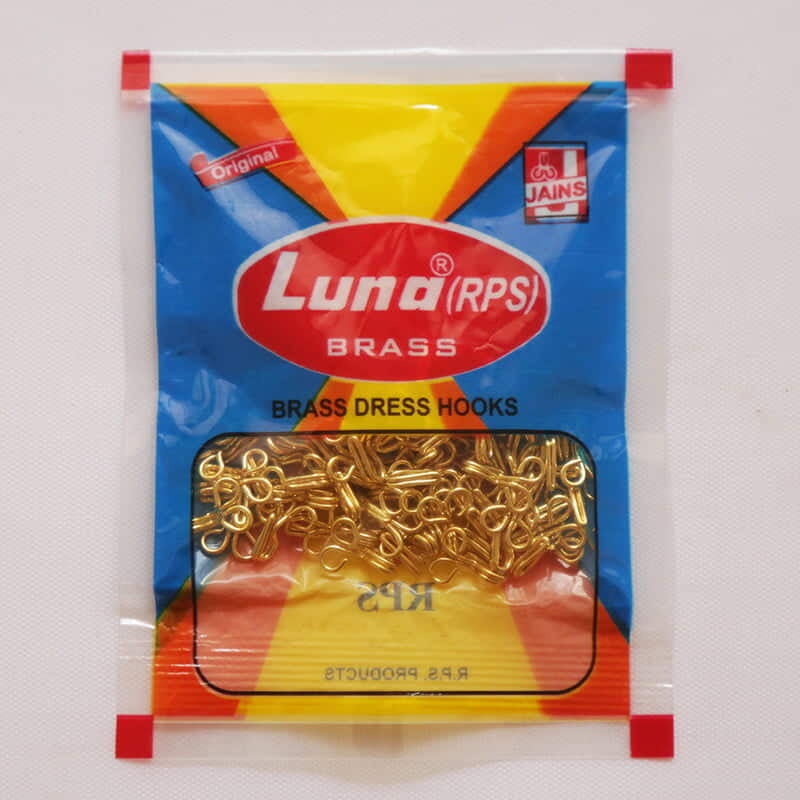 Original
JAINS
Luna® (RPS)
BRASS
BRASS DRESS HOOKS
RPS
R.P.S. PRODUCTS